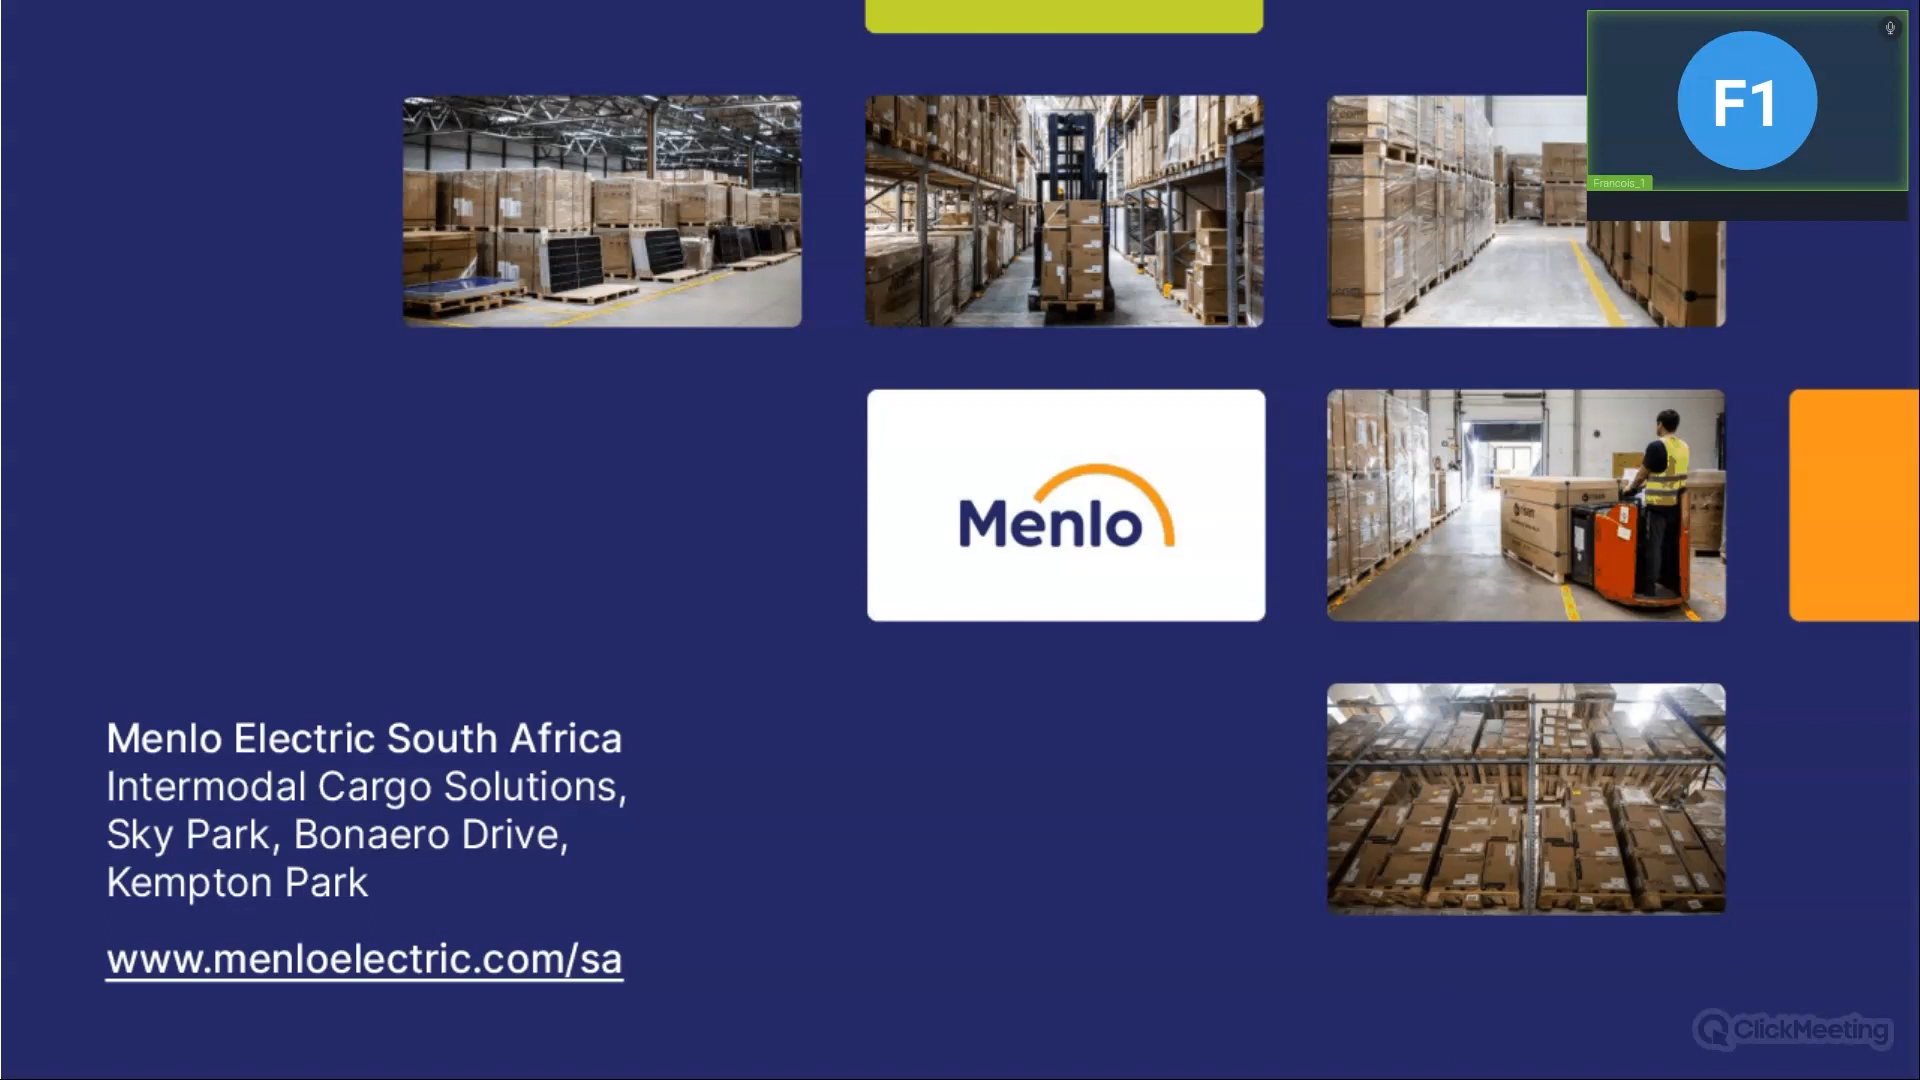 F1
Francois_1
Menlo
risen
Menlo Electric South Africa
Intermodal Cargo Solutions,
Sky Park, Bonaero Drive,
Kempton Park
www.menloelectric.com/sa
ClickMeeting